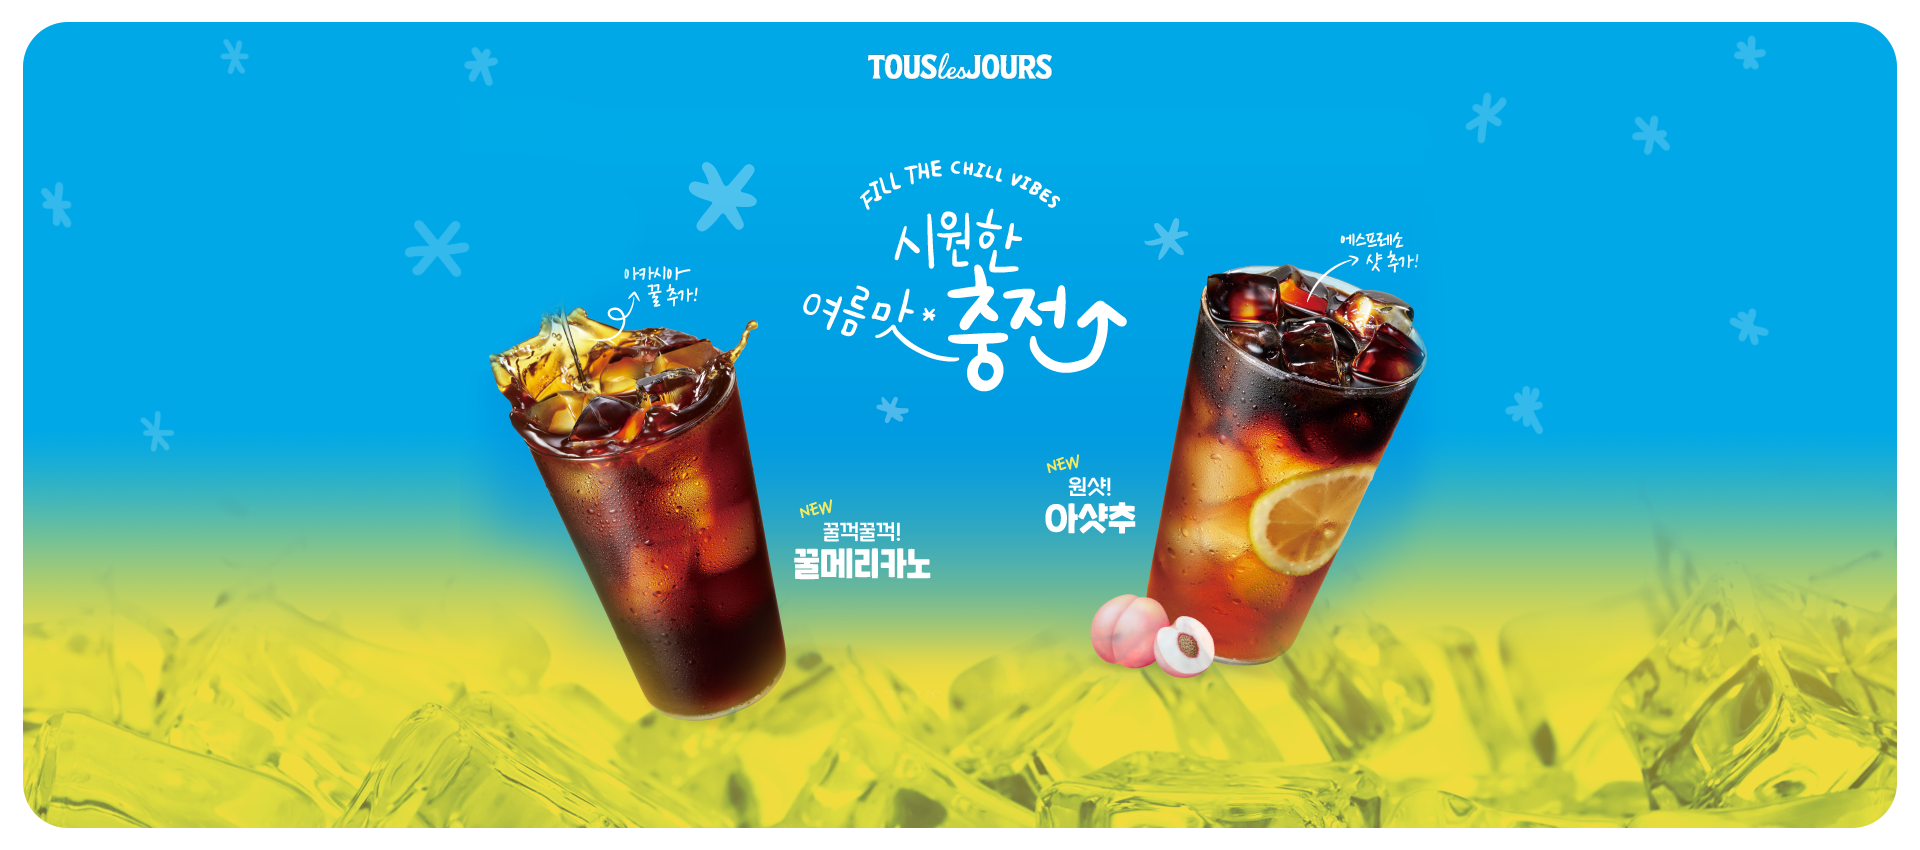 TOUS les JOURS
FILL THE CHILL VIBES
시원한
여름맛*충전
아카시아
꿀 추가!
에스프레소
샷 추가!
NEW
꿀꺽꿀꺽!
꿀메리카노
NEW
원샷!
아샷추